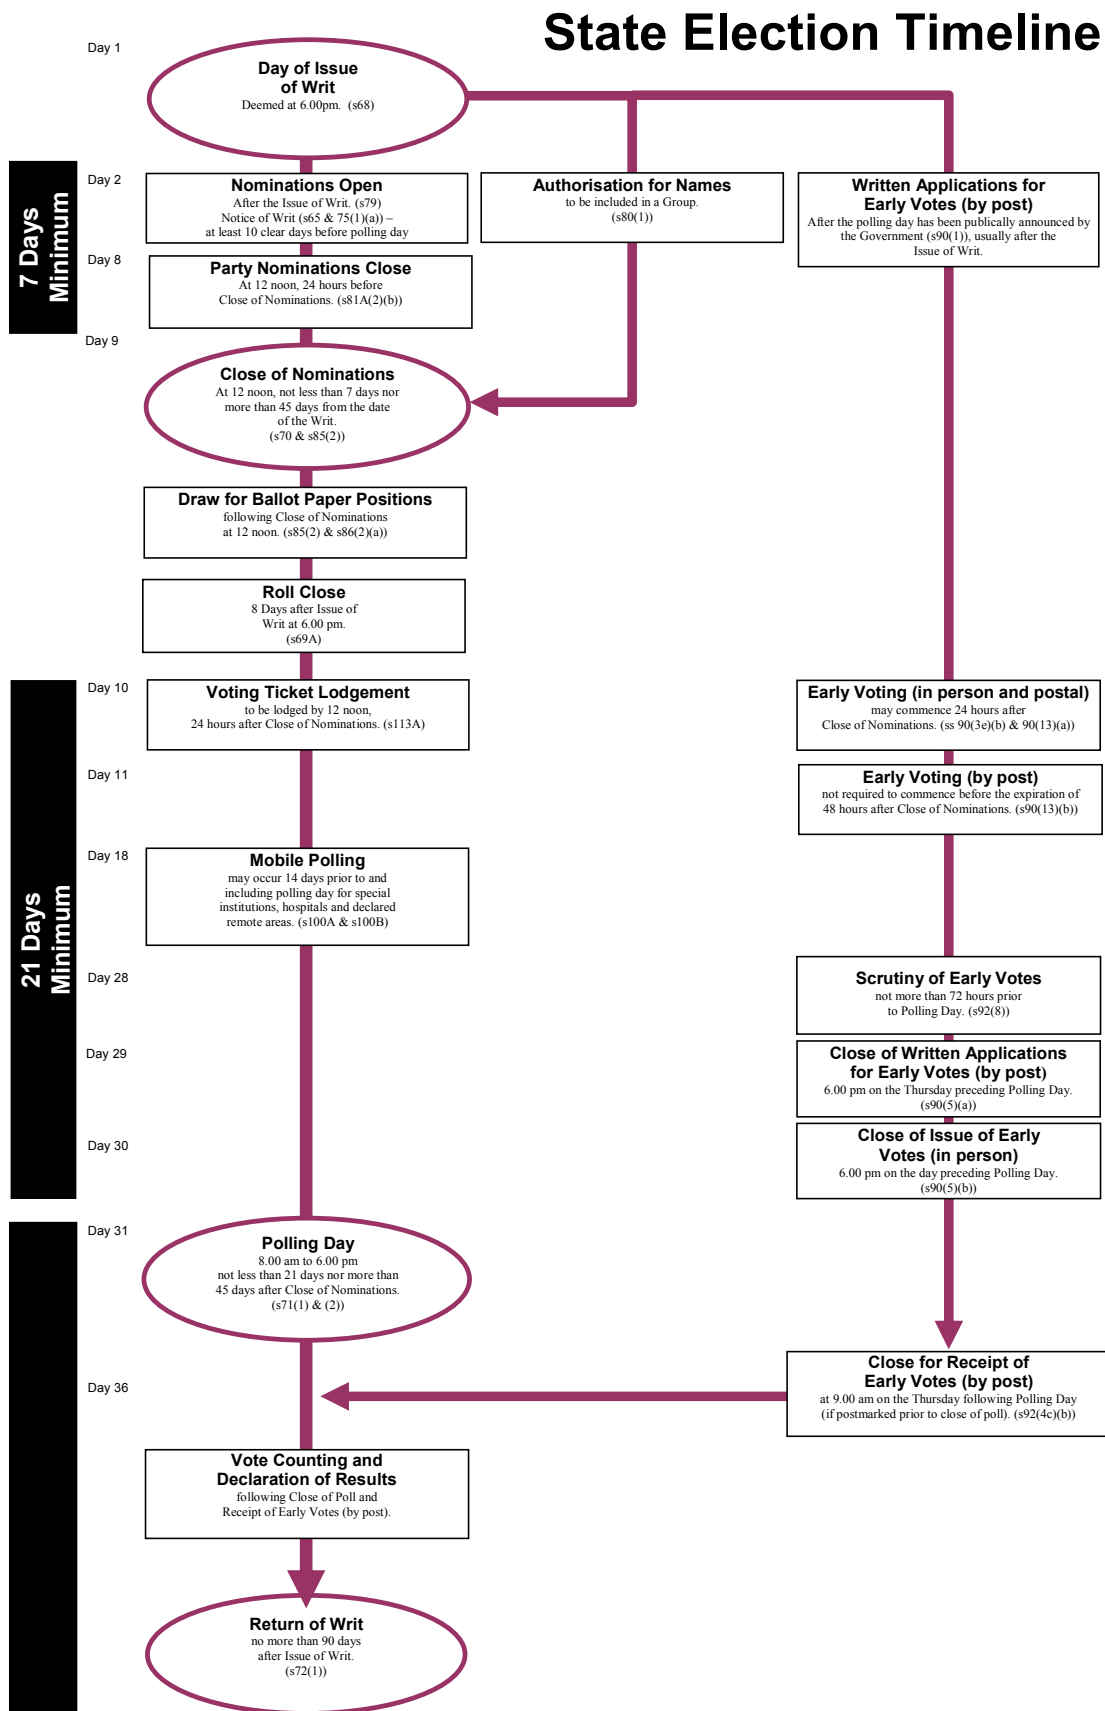 State Election Timeline
Day 1
Day of Issue
of Writ
Deemed at 6.00pm.  (s68)
7 Days
Minimum
Day 2
Nominations Open
After the Issue of Writ. (s79)
Notice of Writ (s65 & 75(1)(a)) –
at least 10 clear days before polling day
Authorisation for Names
to be included in a Group.
(s80(1))
Written Applications for
Early Votes (by post)
After the polling day has been publically announced by
the Government (s90(1)), usually after the
Issue of Writ.
Day 8
Party Nominations Close
At 12 noon, 24 hours before
Close of Nominations. (s81A(2)(b))
Day 9
Close of Nominations
At 12 noon, not less than 7 days nor
more than 45 days from the date
of the Writ.
(s70 & s85(2))
Draw for Ballot Paper Positions
following Close of Nominations
at 12 noon. (s85(2) & s86(2)(a))
Roll Close
8 Days after Issue of
Writ at 6.00 pm.
(s69A)
21 Days
Minimum
Day 10
Voting Ticket Lodgement
to be lodged by 12 noon,
24 hours after Close of Nominations. (s113A)
Early Voting (in person and postal)
may commence 24 hours after
Close of Nominations. (ss 90(3e)(b) & 90(13)(a))
Day 11
Early Voting (by post)
not required to commence before the expiration of
48 hours after Close of Nominations. (s90(13)(b))
Day 18
Mobile Polling
may occur 14 days prior to and
including polling day for special
institutions, hospitals and declared
remote areas. (s100A & s100B)
Day 28
Scrutiny of Early Votes
not more than 72 hours prior
to Polling Day. (s92(8))
Day 29
Close of Written Applications
for Early Votes (by post)
6.00 pm on the Thursday preceding Polling Day.
(s90(5)(a))
Day 30
Close of Issue of Early
Votes (in person)
6.00 pm on the day preceding Polling Day.
(s90(5)(b))
Day 31
Polling Day
8.00 am to 6.00 pm
not less than 21 days nor more than
45 days after Close of Nominations.
(s71(1) & (2))
Day 36
Close for Receipt of
Early Votes (by post)
at 9.00 am on the Thursday following Polling Day
(if postmarked prior to close of poll). (s92(4c)(b))
Vote Counting and
Declaration of Results
following Close of Poll and
Receipt of Early Votes (by post).
Return of Writ
no more than 90 days
after Issue of Writ.
(s72(1))